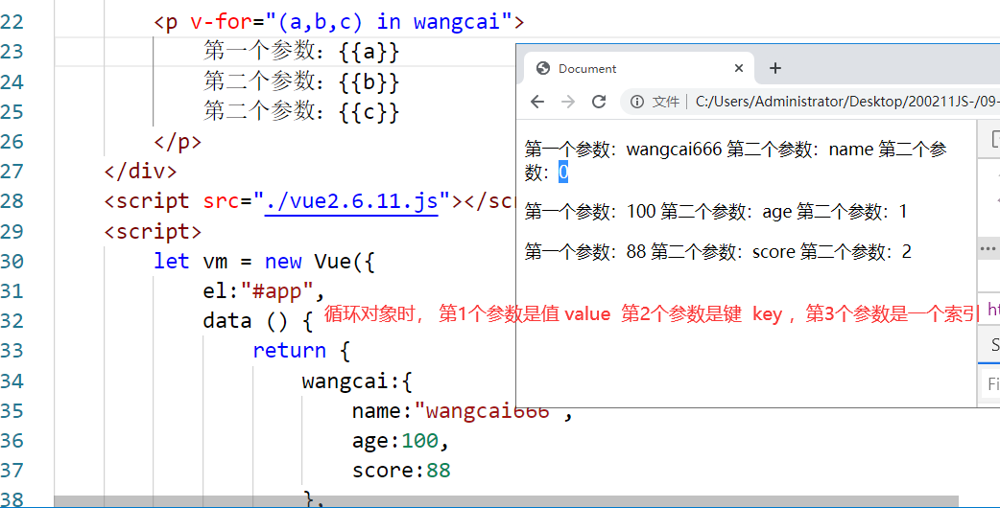 22 <p v-for="(a,b,c) in wangcai">
23 第一个参数：{{a}}
24 第二个参数：{{b}}
25 第二个参数：{{c}}
26 </p>
27 </div>
28 <script src="./vue2.6.11.js"></scr
29 <script>
30 let vm = new Vue({
31 el:"#app",
32 data () {
33 return {
34 wangcai:{
35 name:"wangcai666",
36 age:100,
37 score:88
38 },
Document
文件 C:/Users/Administrator/Desktop/200211JS-/09-
第一个参数：wangcai666 第二个参数：name 第二个参
数：0
第一个参数：100 第二个参数：age 第二个参数：1
第一个参数：88 第二个参数：score 第二个参数：2
循环对象时， 第1个参数是值 value 第2个参数是键 key ，第3个参数是一个索引
ht
S
Fi